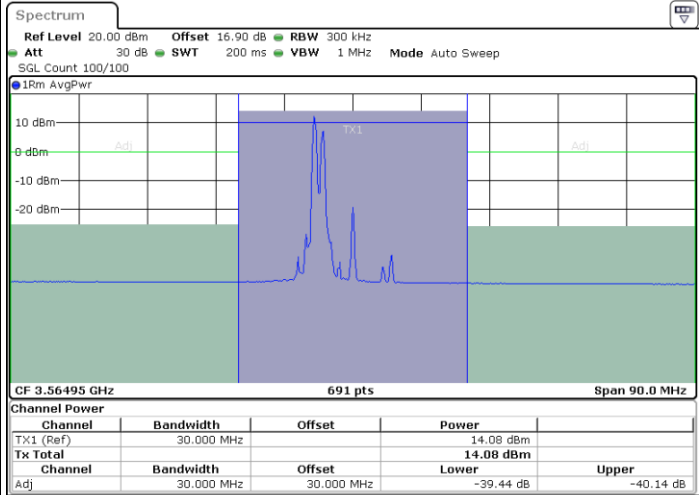 Spectrum
Ref Level 20.00 dBm Offset 16.90 dB RBW 300 kHz
Att 30 dB SWT 200 ms VBW 1 MHz Mode Auto Sweep
SGL Count 100/100
1Rm AvgPwr
10 dBm
TX1
Adj
Adj
0 dBm
-10 dBm
-20 dBm
CF 3.56495 GHz 691 pts Span 90.0 MHz
Channel Power
Channel Bandwidth Offset Power
TX1 (Ref) 30.000 MHz 14.08 dBm
Tx Total 14.08 dBm
Channel Bandwidth Offset Lower Upper
Adj 30.000 MHz 30.000 MHz -39.44 dB -40.14 dB